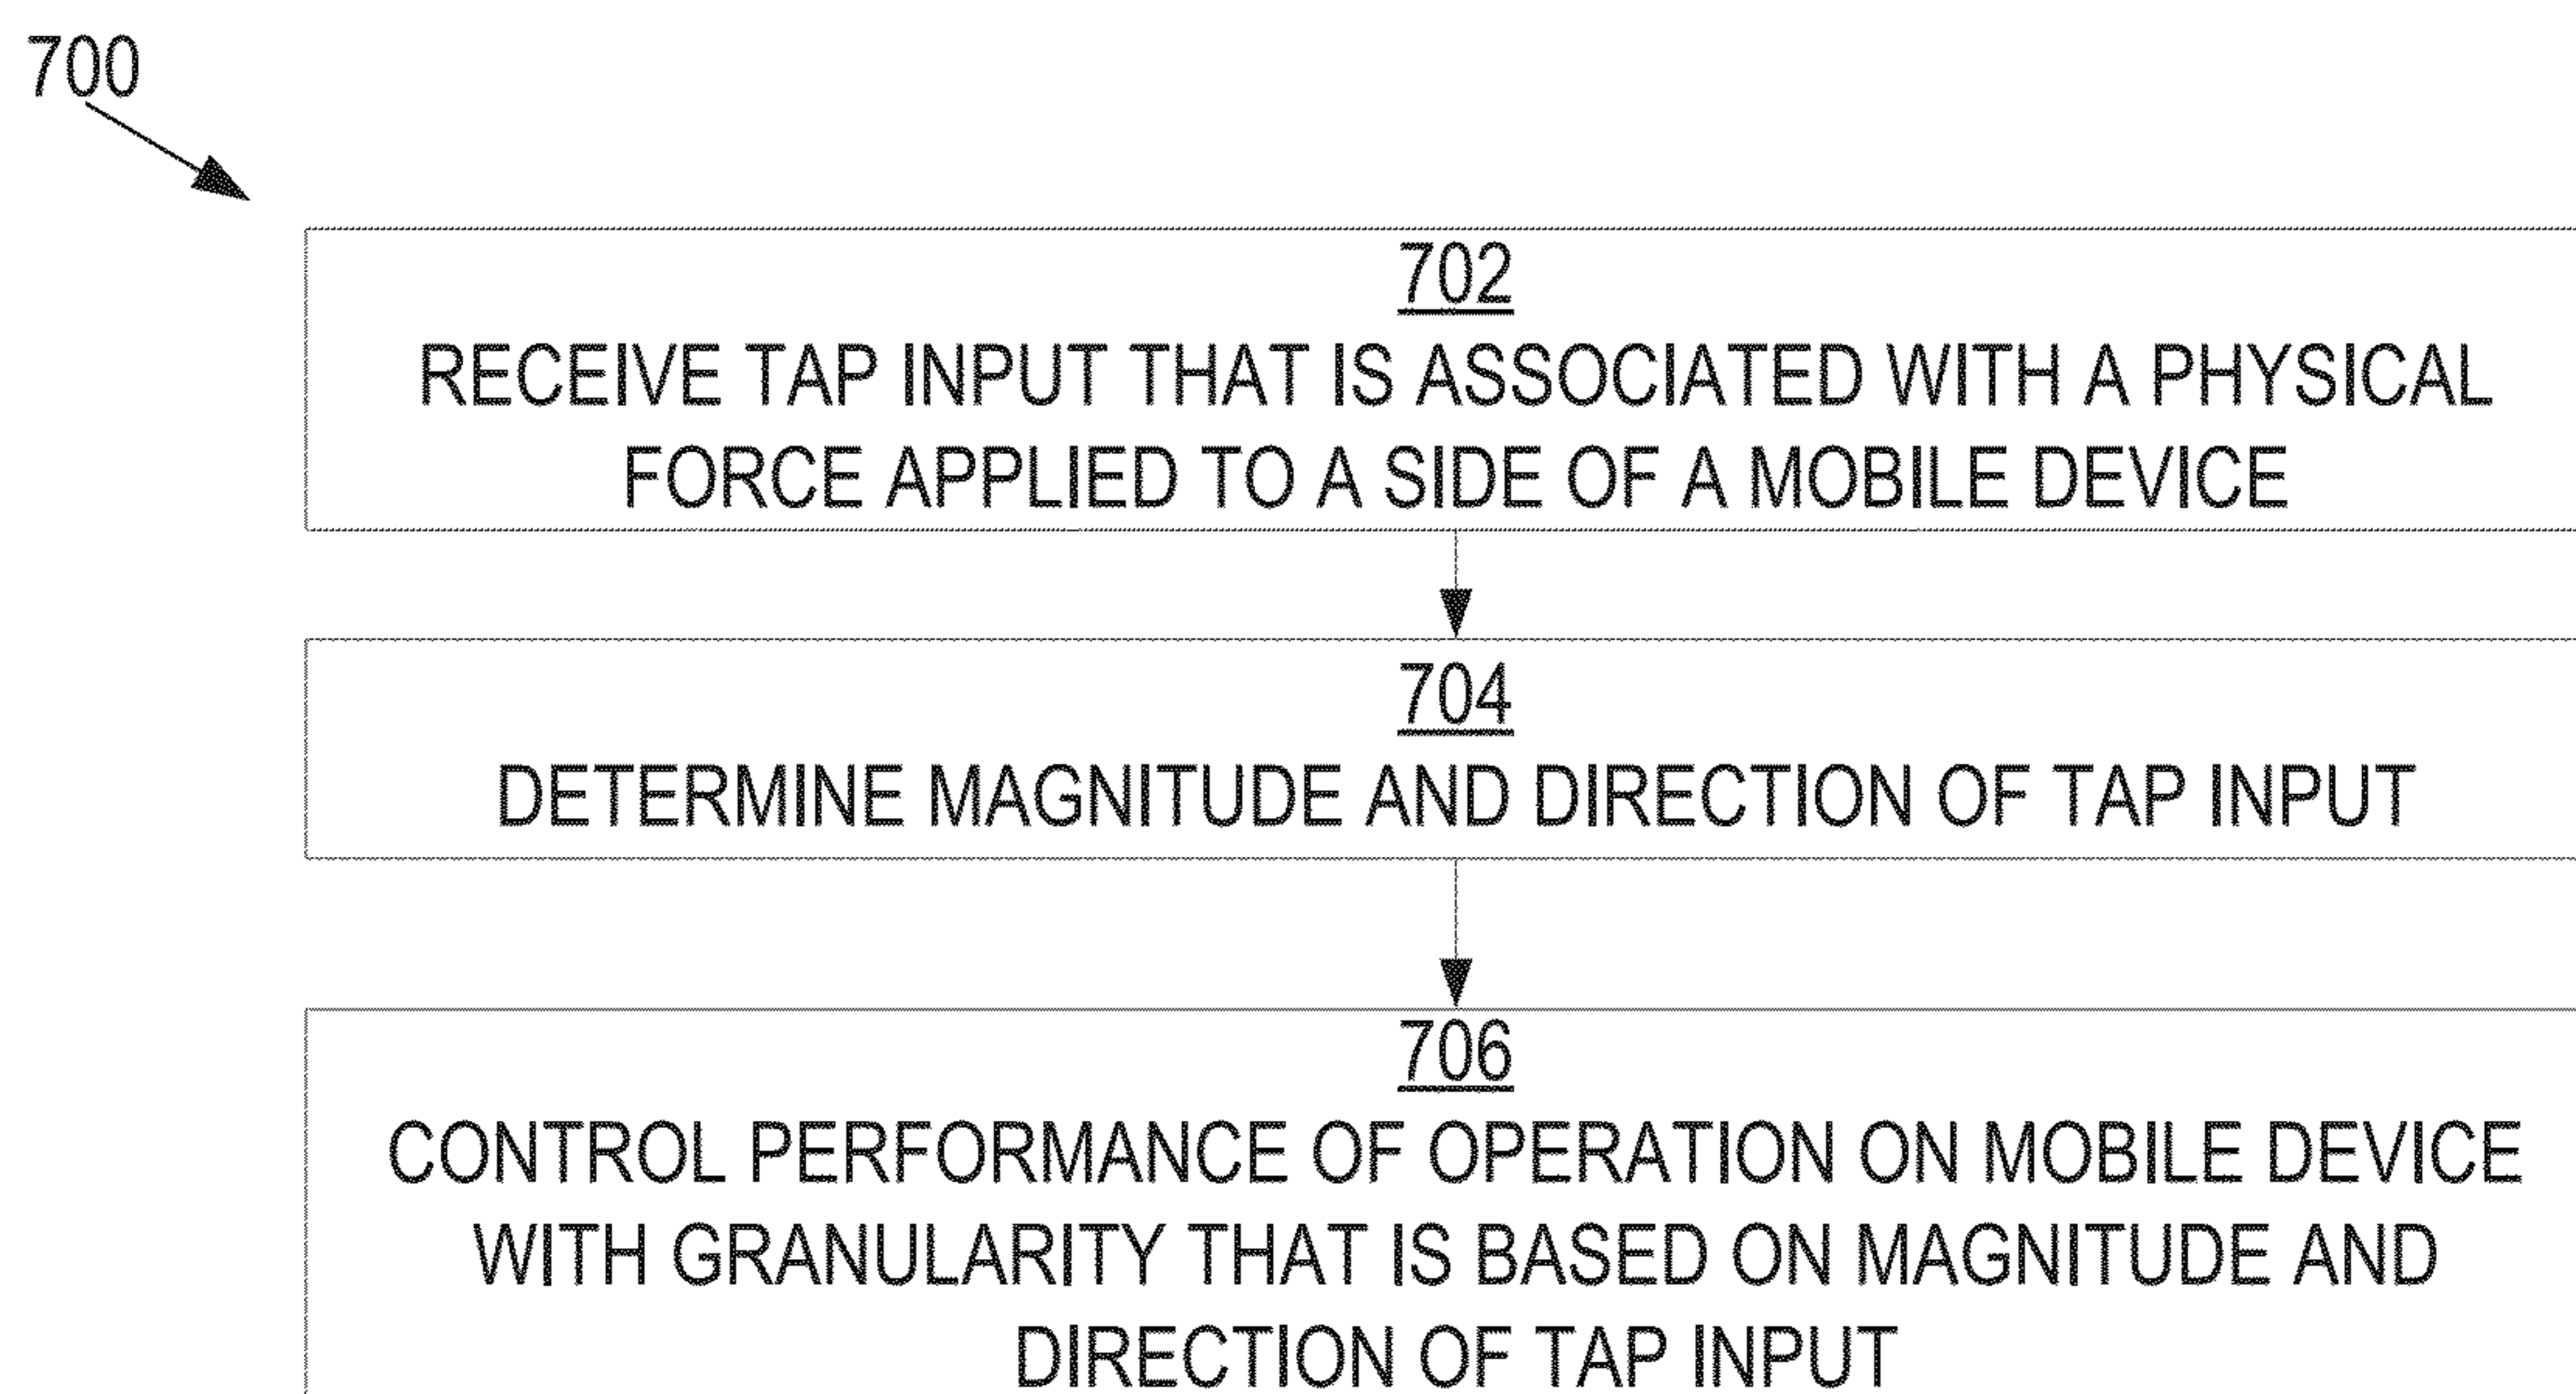 700
702
RECEIVE TAP INPUT THAT IS ASSOCIATED WITH A PHYSICAL
FORCE APPLIED TO A SIDE OF A MOBILE DEVICE
704
DETERMINE MAGNITUDE AND DIRECTION OF TAP INPUT
706
CONTROL PERFORMANCE OF OPERATION ON MOBILE DEVICE
WITH GRANULARITY THAT IS BASED ON MAGNITUDE AND
DIRECTION OF TAP INPUT